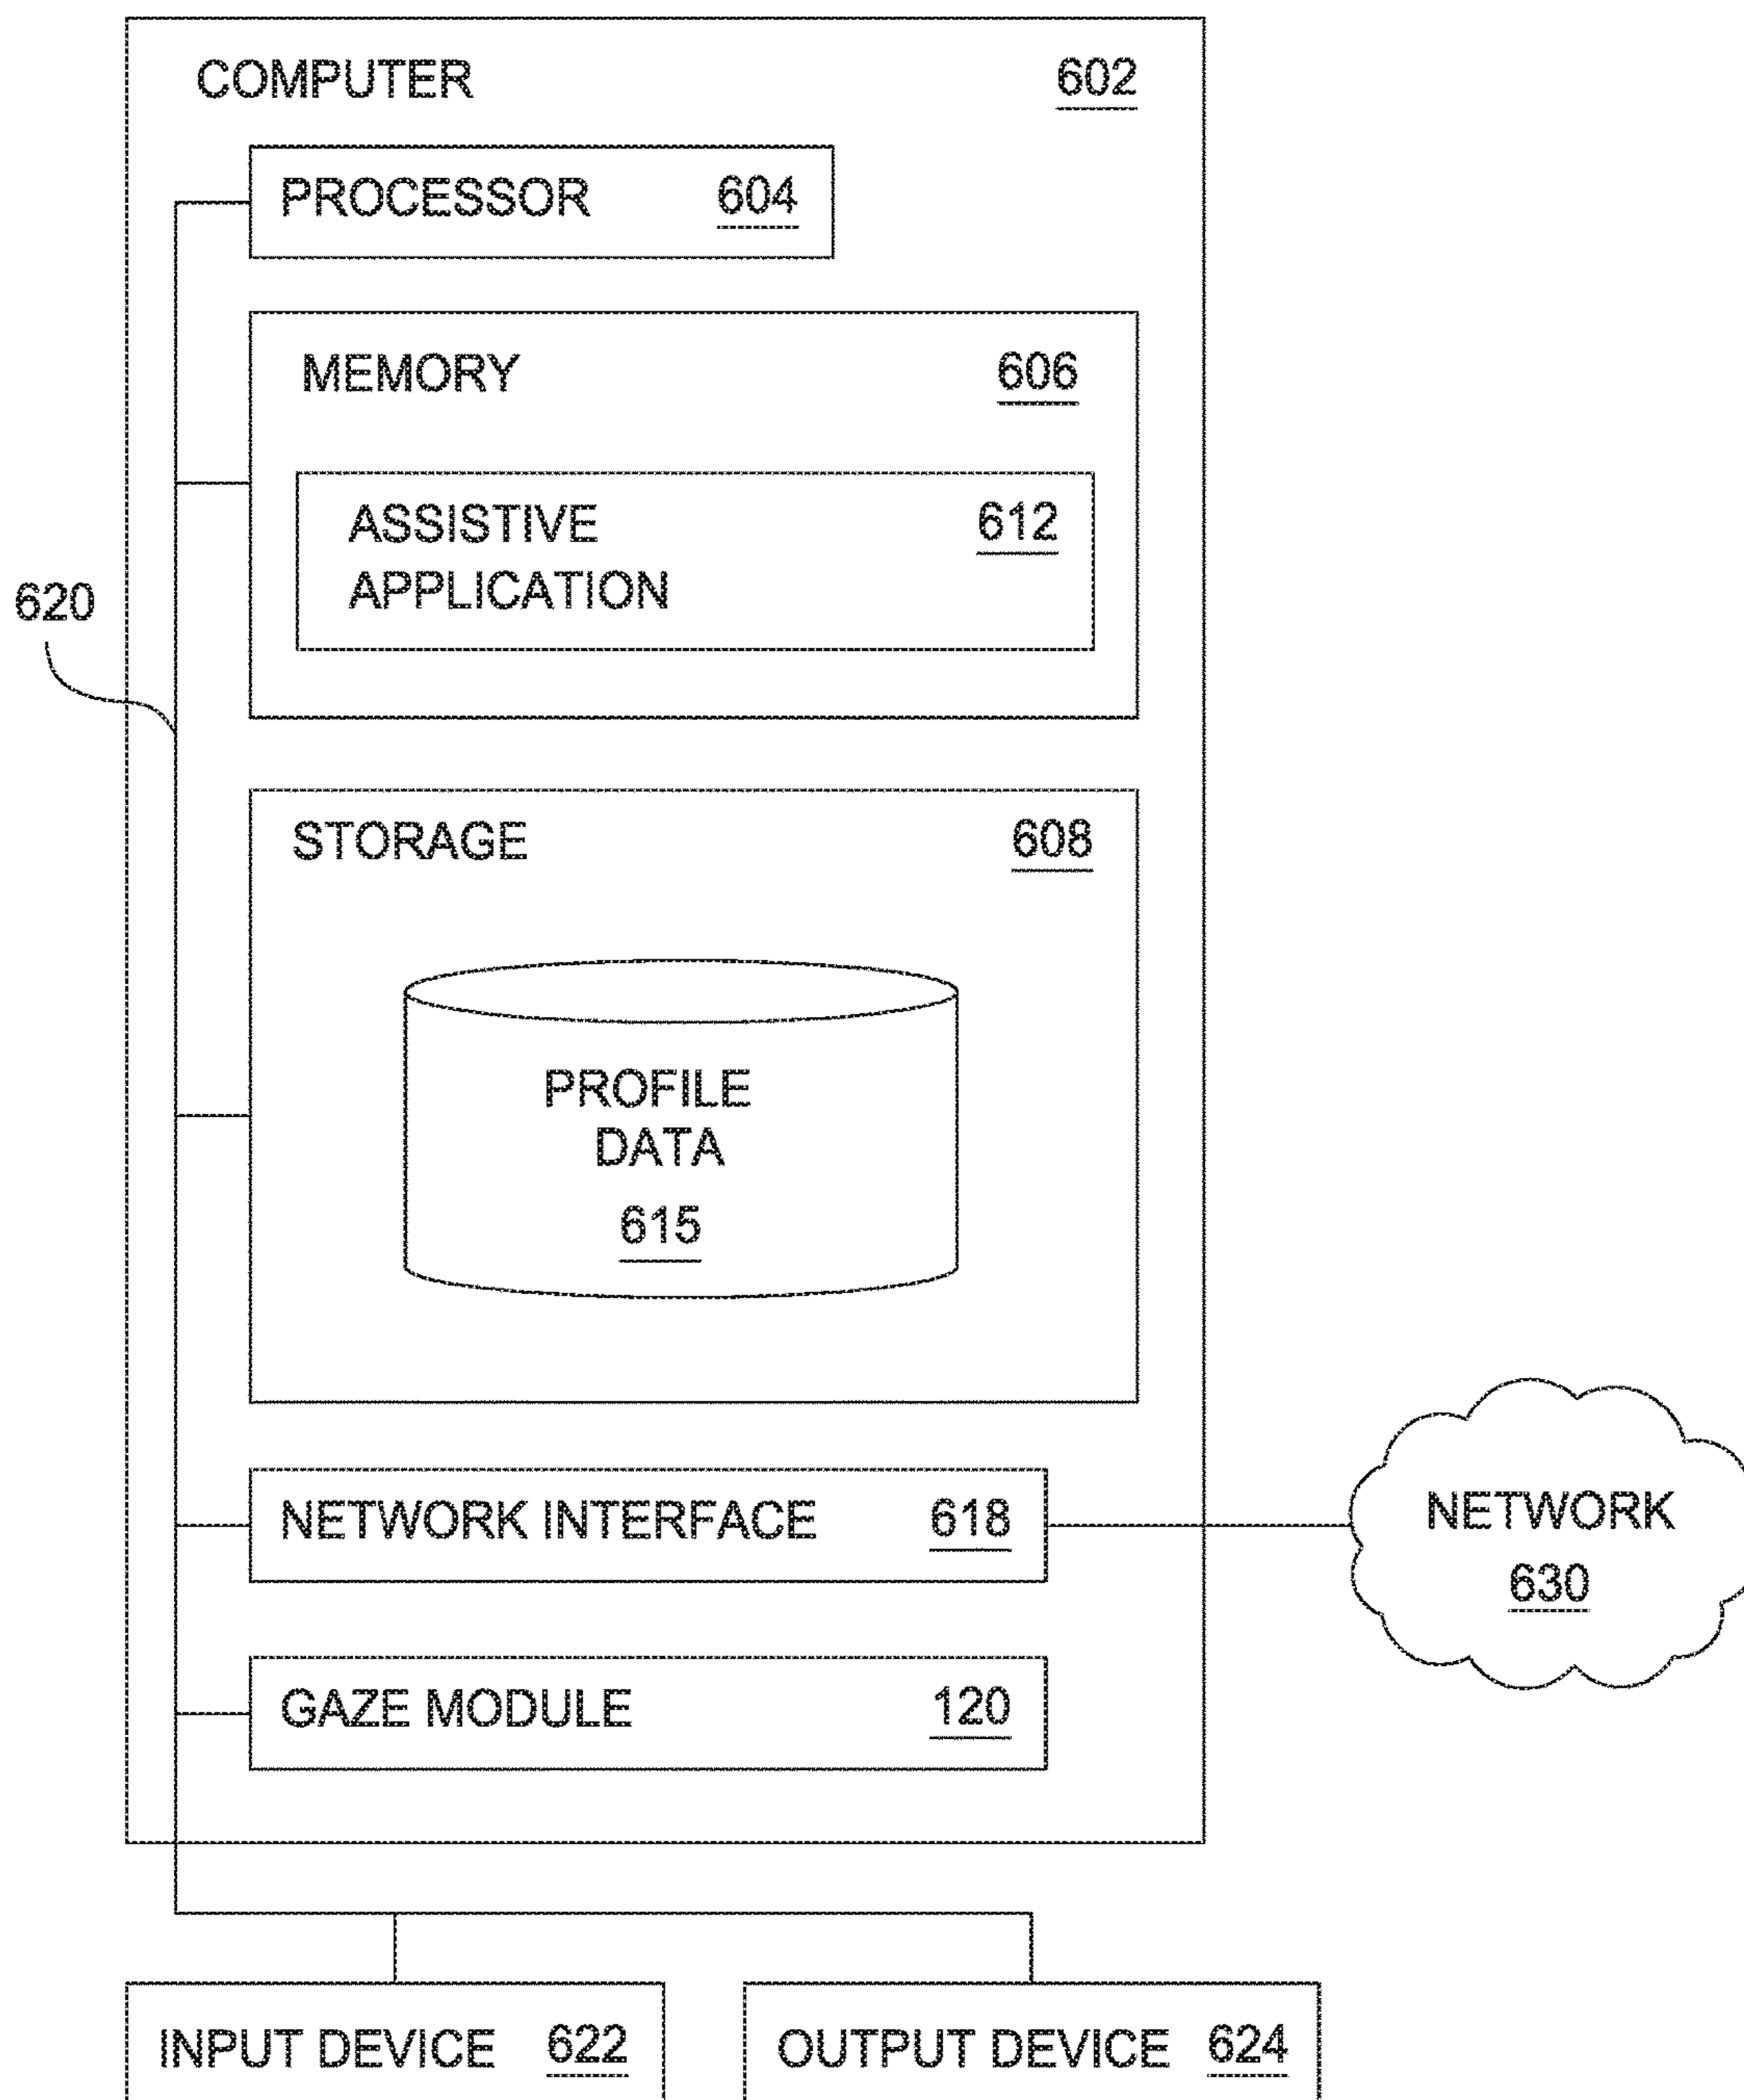 COMPUTER 602
PROCESSOR 604
MEMORY 606
ASSISTIVE 612
APPLICATION
620
STORAGE 608
PROFILE
DATA
615
NETWORK INTERFACE 618
NETWORK
630
GAZE MODULE 120
INPUT DEVICE 622
OUTPUT DEVICE 624